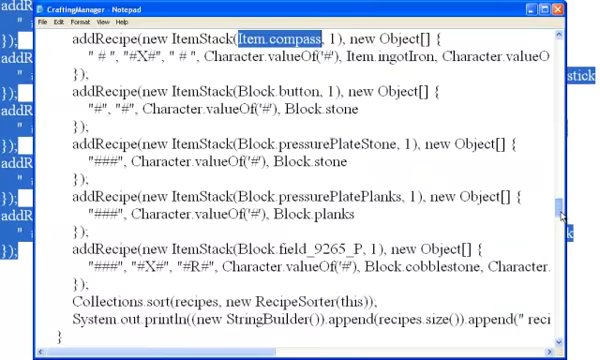 CraftingManager - Notepad
File Edit Format View Help
addR
});
addR
});
addR
});
addR
});
addR
});
stick
k
addRecipe(new ItemStack(Item.compass, 1), new Object[] {
" # ", "#X#", " # ", Character.valueOf('#'), Item.ingotIron, Character.valueO
});
addRecipe(new ItemStack(Block.button, 1), new Object[] {
"#", "#", Character.valueOf('#'), Block.stone
});
addRecipe(new ItemStack(Block.pressurePlateStone, 1), new Object[] {
"###", Character.valueOf('#'), Block.stone
});
addRecipe(new ItemStack(Block.pressurePlatePlanks, 1), new Object[] {
"###", Character.valueOf('#'), Block.planks
});
addRecipe(new ItemStack(Block.field_9265_P, 1), new Object[] {
"###", "#X#", "#R#", Character.valueOf('#'), Block.cobblestone, Character.
});
Collections.sort(recipes, new RecipeSorter(this));
System.out.println((new StringBuilder()).append(recipes.size()).append(" reci
}